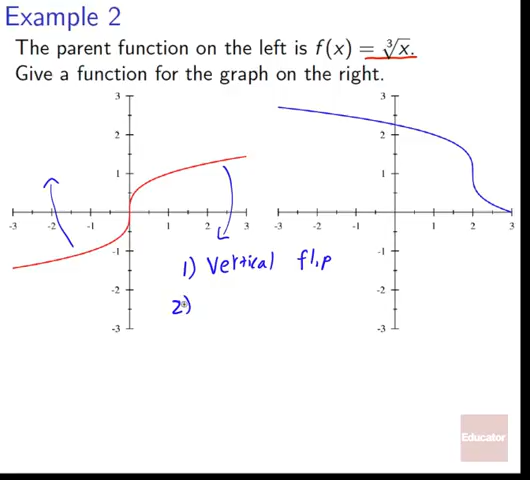 Example 2
The parent function on the left is f(x) = ∛x.
Give a function for the graph on the right.
3
2
1
-3 -2 -1 1 2 3
-1
-2
-3
3
2
1
-3 -2 -1 1 2 3
-1
-2
-3
1) Vertical flip
2)
Educator